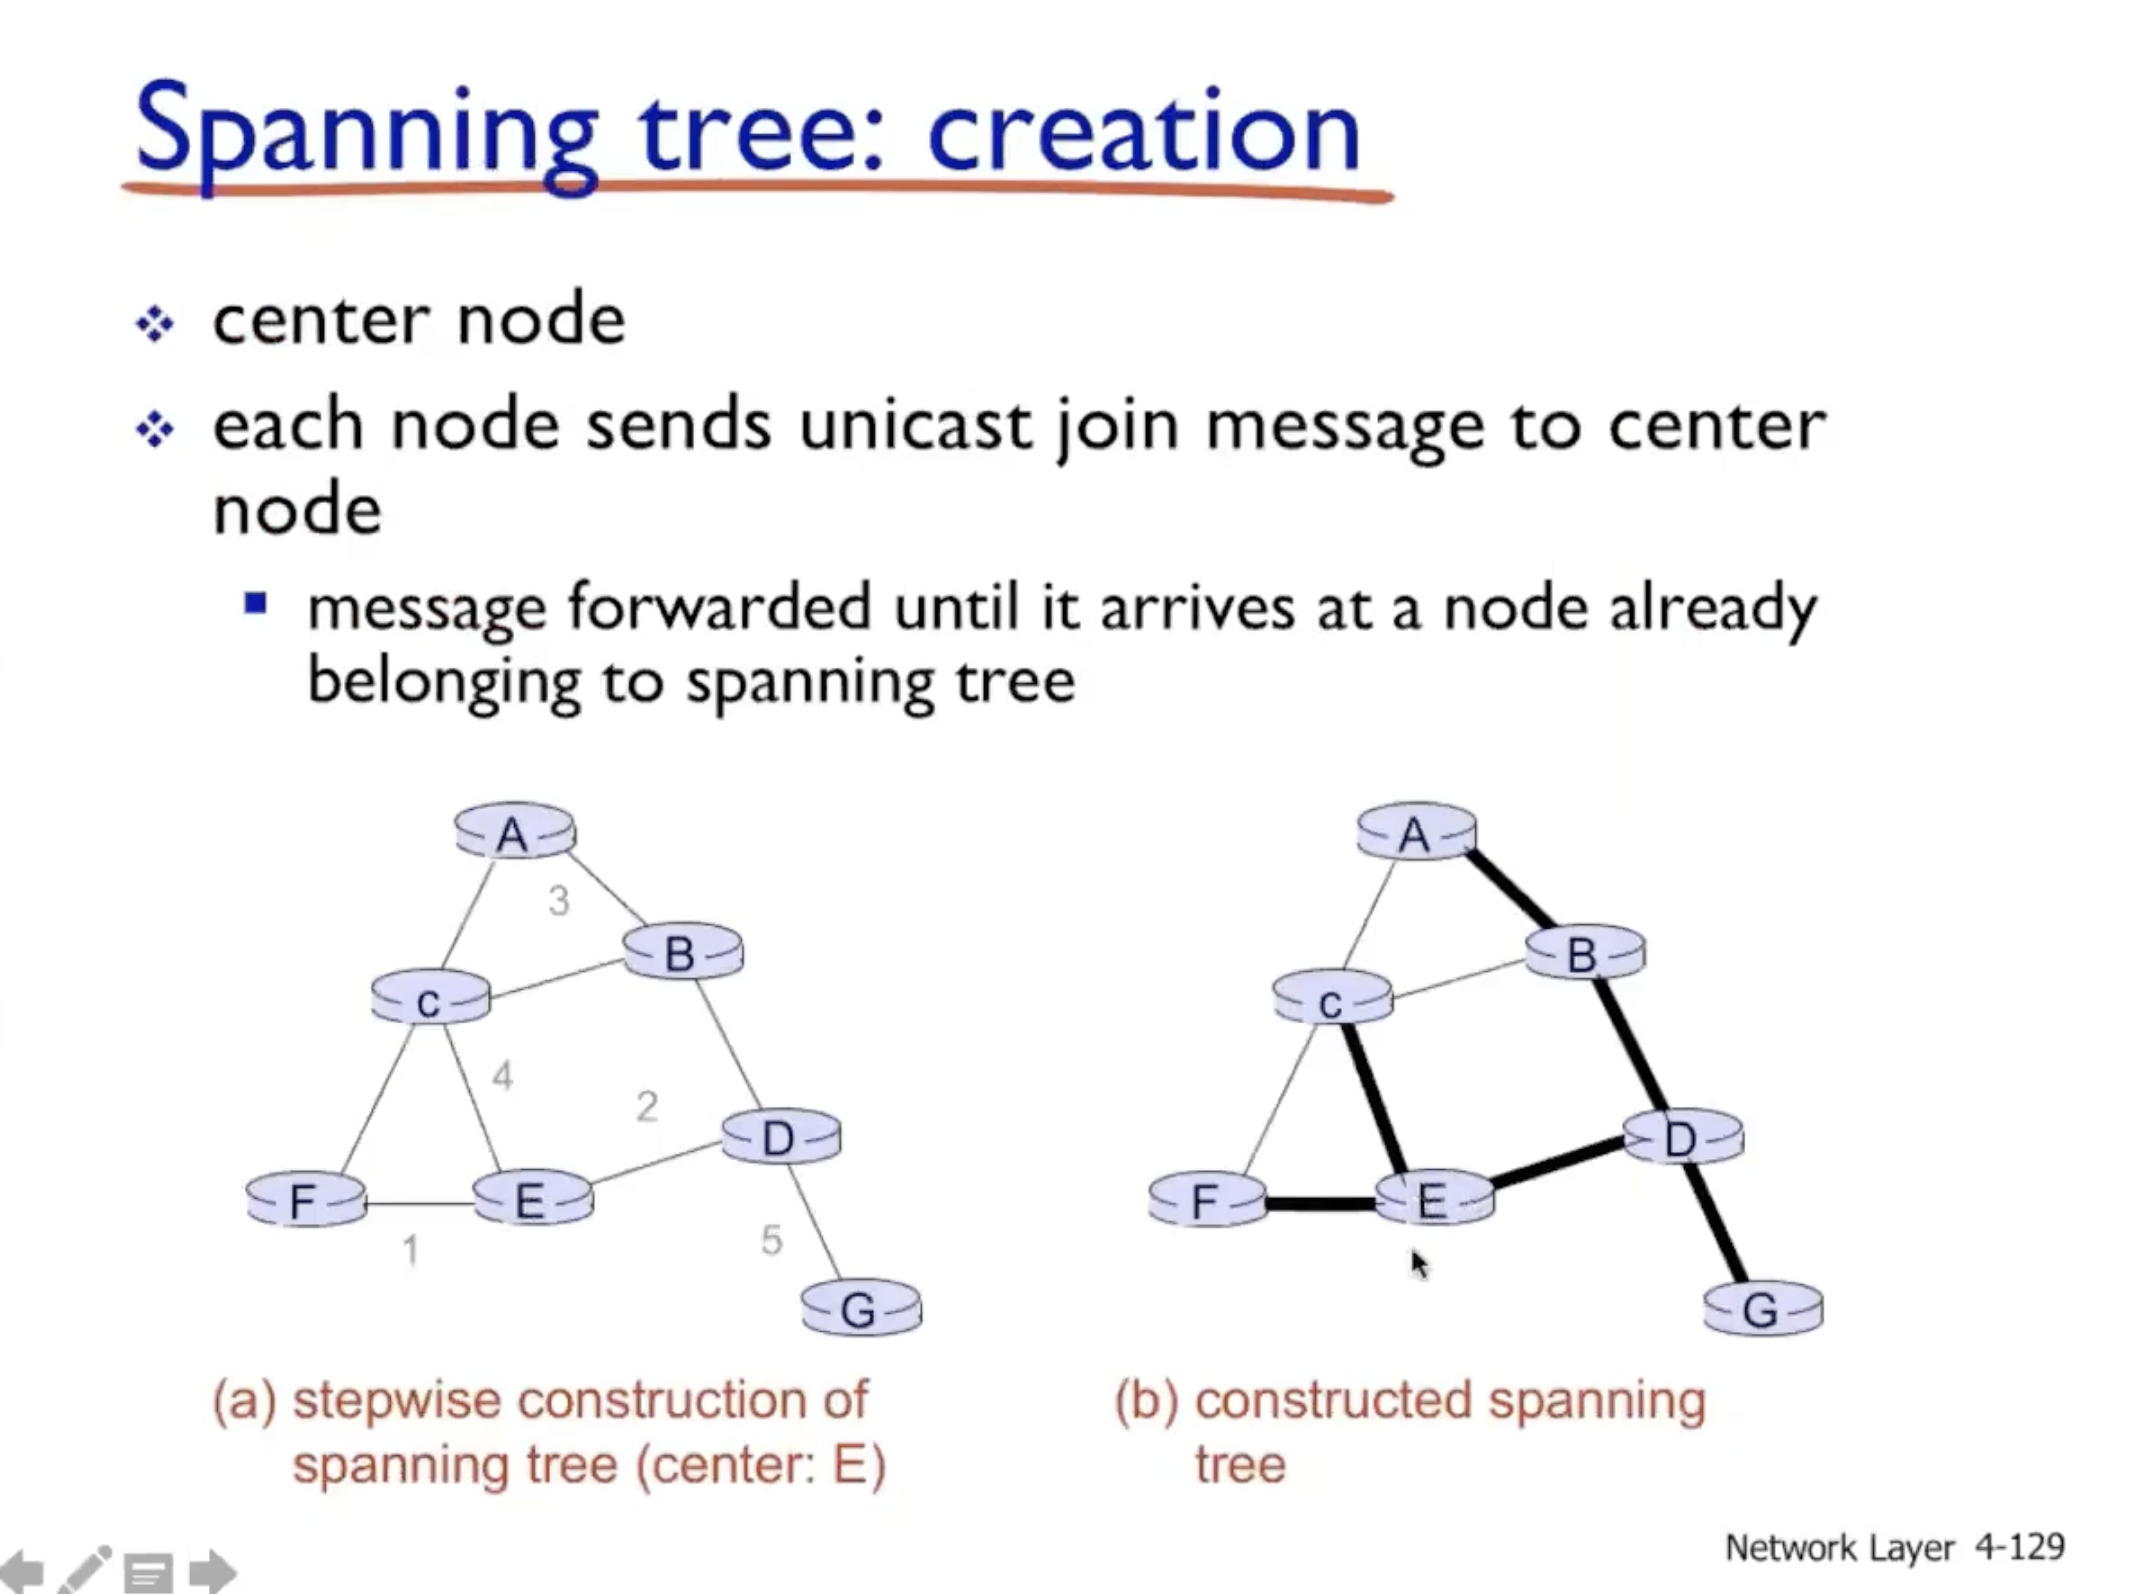 Spanning tree: creation
center node
each node sends unicast join message to center
node
message forwarded until it arrives at a node already
belonging to spanning tree
A
3
B
c
4
2
D
F
E
1
5
G
(a) stepwise construction of
spanning tree (center: E)
A
B
c
D
F
E
G
(b) constructed spanning
tree
Network Layer 4-129